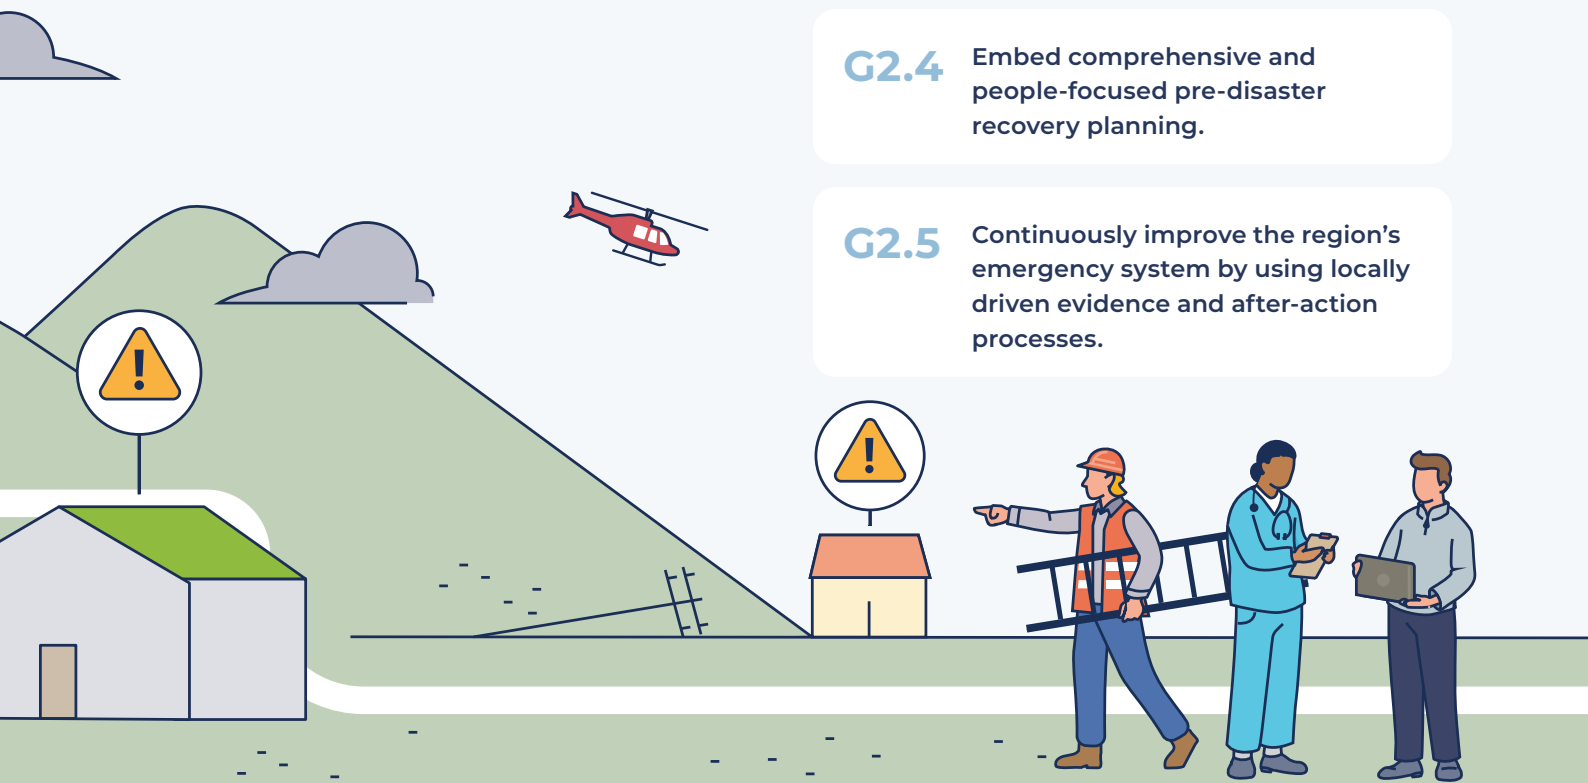 G2.4
Embed comprehensive and
people-focused pre-disaster
recovery planning.
G2.5
Continuously improve the region’s
emergency system by using locally
driven evidence and after-action
processes.
!
!